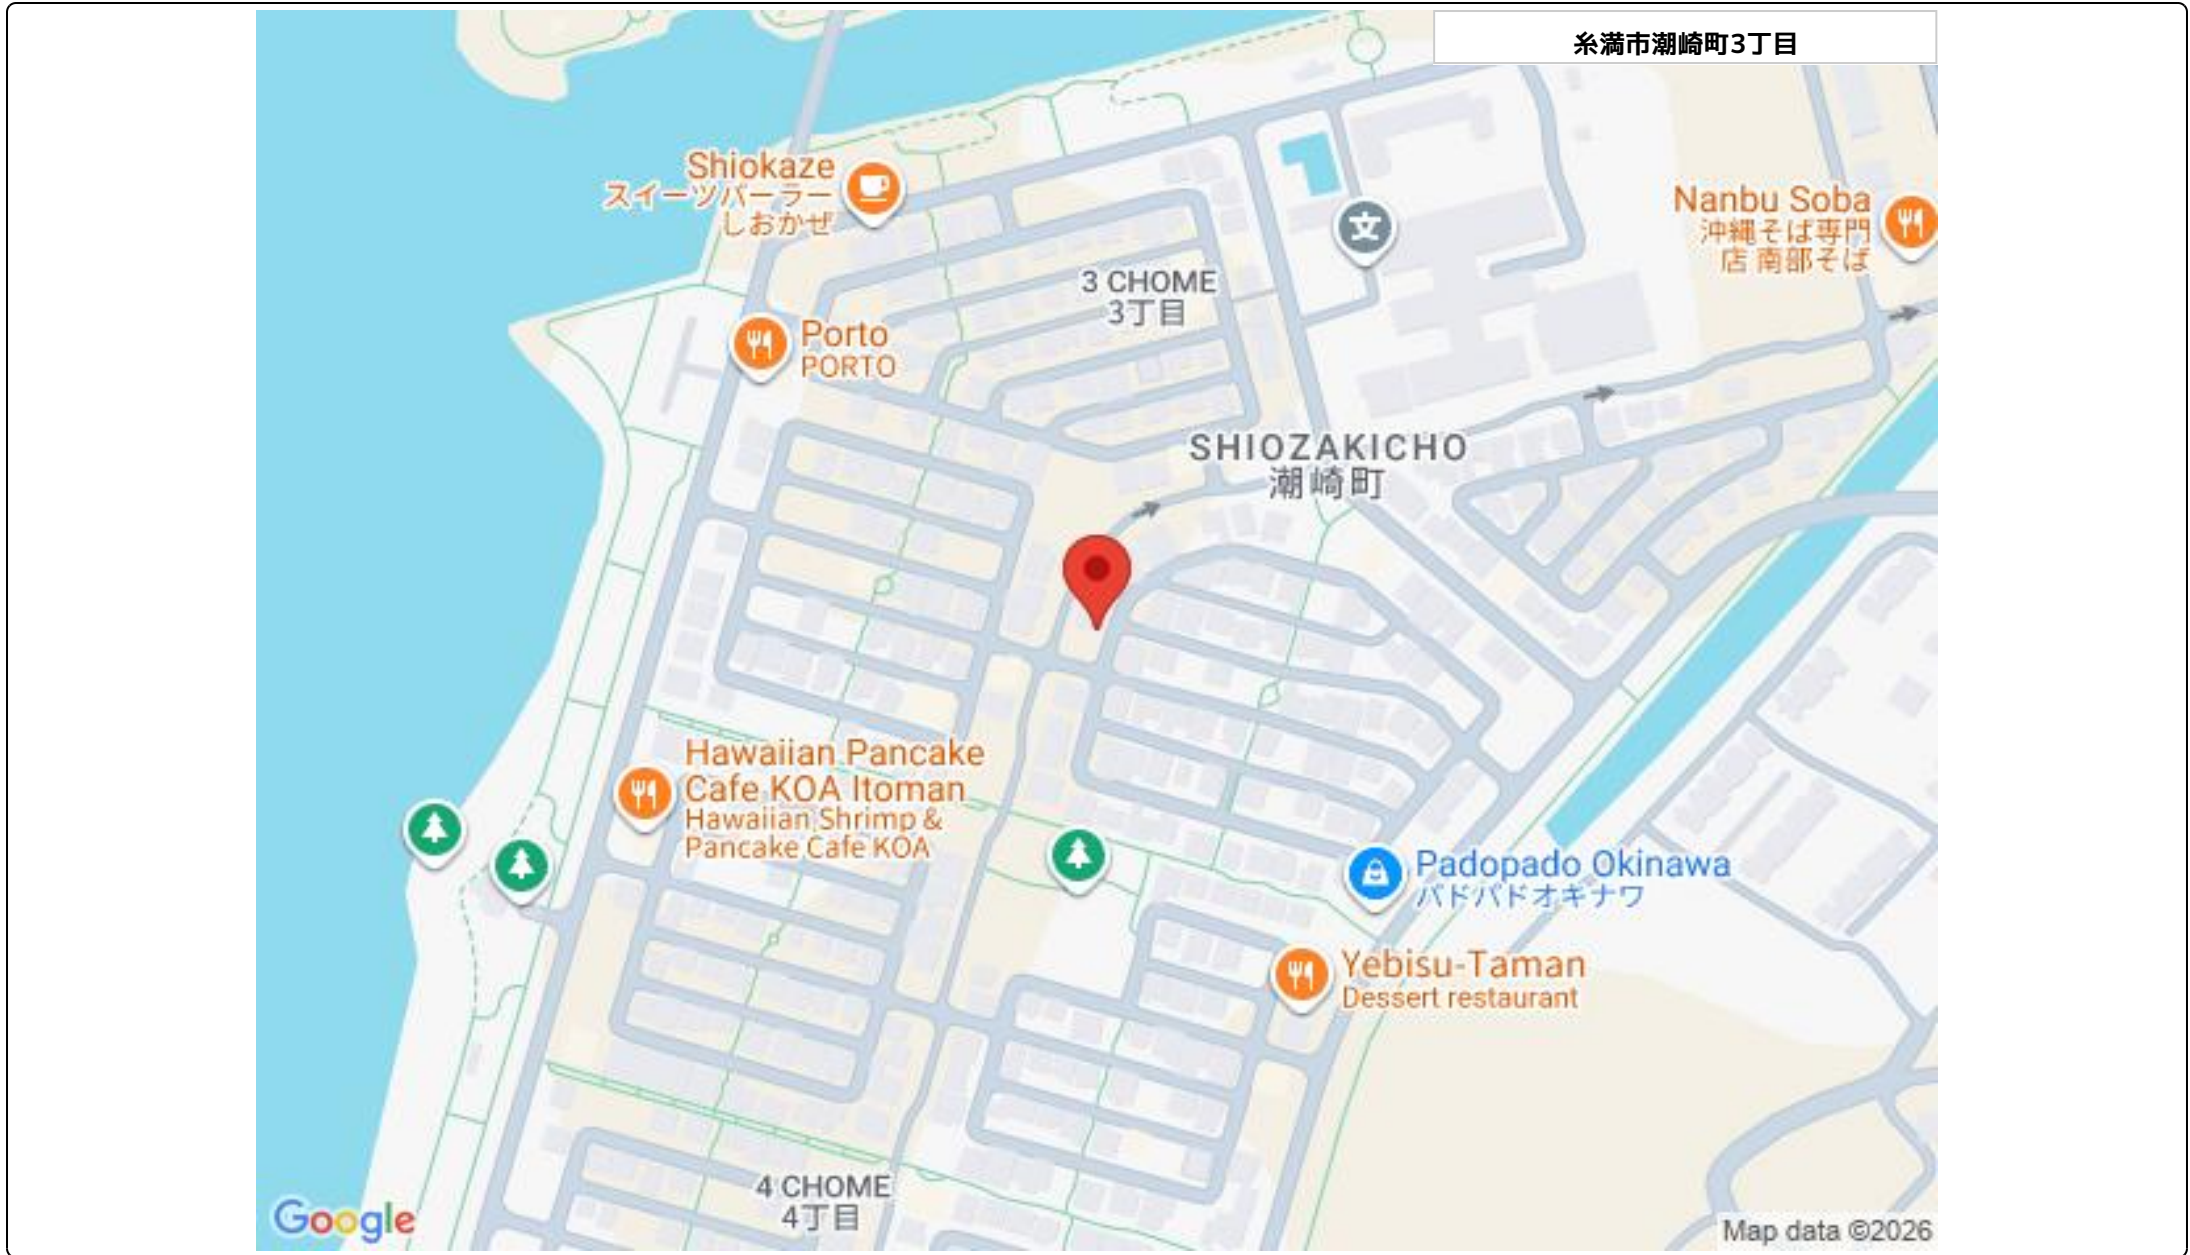 糸満市潮崎町3丁目
Shiokaze
スイーツパーラー
しおかぜ
Nanbu Soba
沖縄そば専門
店 南部そば
3 CHOME
3丁目
文
Porto
PORTO
SHIOZAKICHO
潮崎町
Hawaiian Pancake
Cafe KOA Itoman
Hawaiian Shrimp &
Pancake Cafe KOA
Padopado Okinawa
パドパドオキナワ
Yebisu-Taman
Dessert restaurant
4 CHOME
4丁目
Google
Map data ©2026